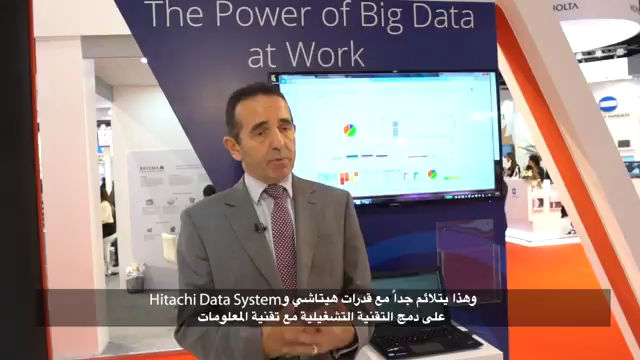 The Power of Big Data
at Work
NOLTA
وهذا يتلائم جداً مع قدرات هيتاشي وHitachi Data System
على دمج التقنية التشغيلية مع تقنية المعلومات